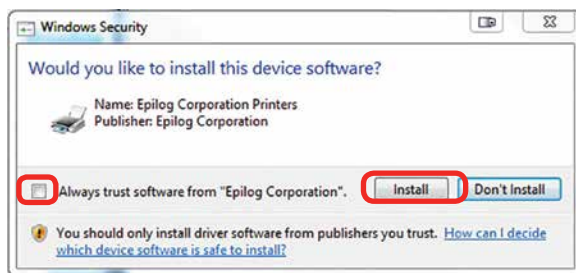 Windows Security
Would you like to install this device software?
Name: Epilog Corporation Printers
Publisher: Epilog Corporation
Always trust software from "Epilog Corporation".
Install
Don't Install
You should only install driver software from publishers you trust. How can I decide
which device software is safe to install?